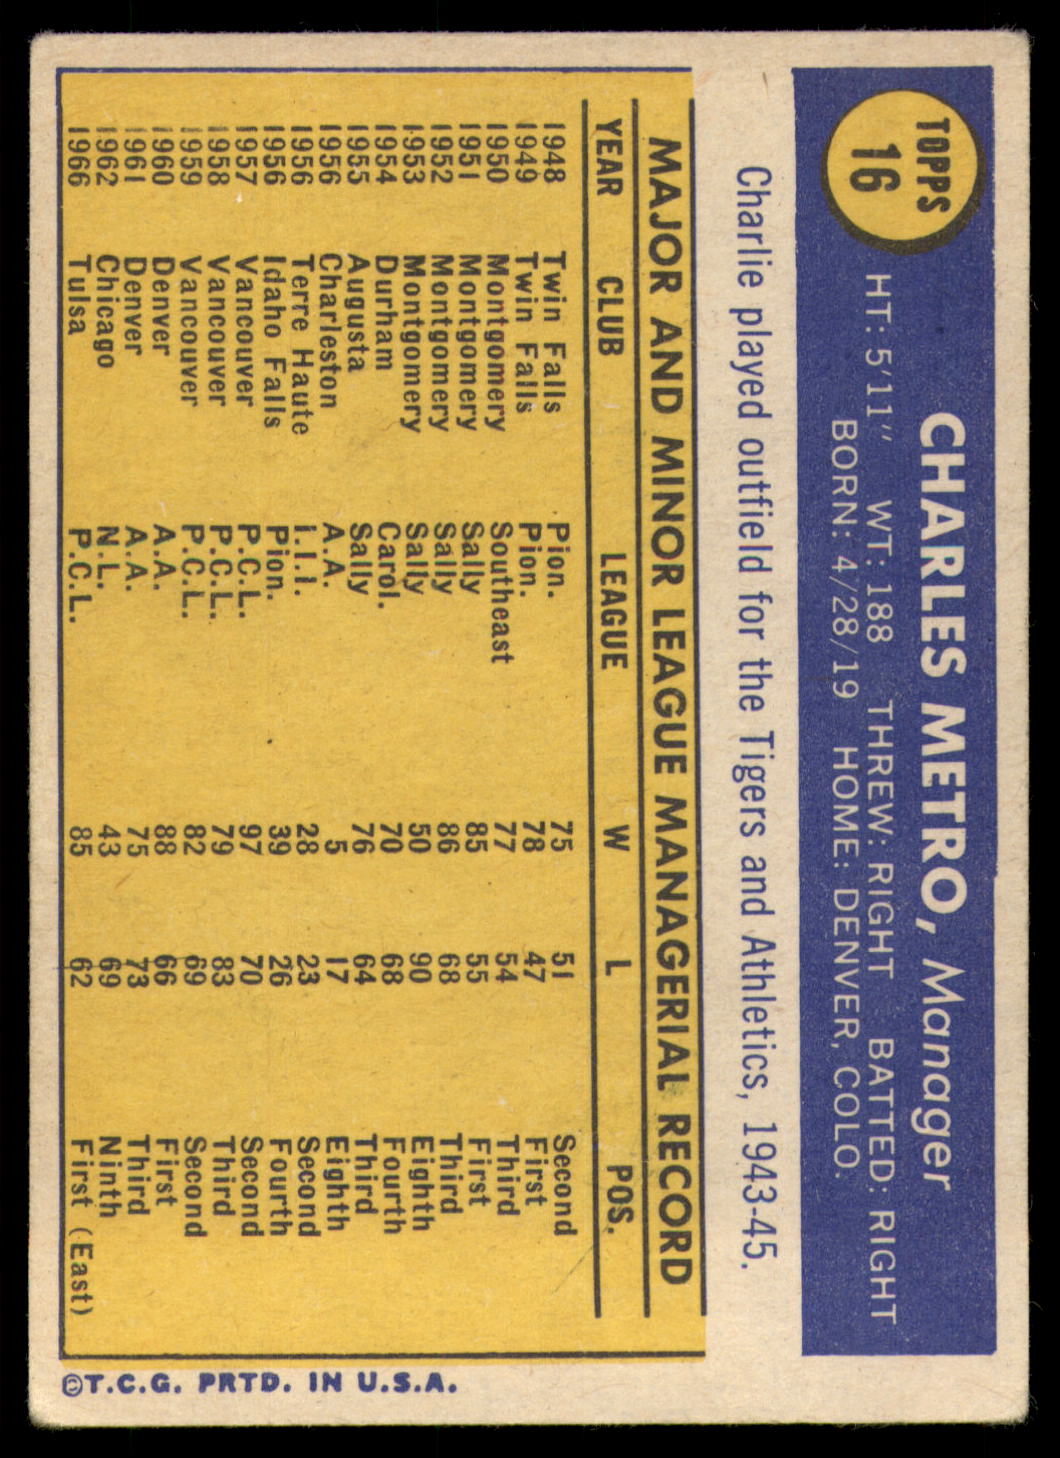 TOPPS
16
CHARLES METRO, Manager
HT: 5'11" WT: 188 THREW: RIGHT BATTED: RIGHT
BORN: 4/28/19 HOME: DENVER, COLO.
Charlie played outfield for the Tigers and Athletics, 1943-45.
MAJOR AND MINOR LEAGUE MANAGERIAL RECORD
YEAR CLUB LEAGUE W L POS.
1948 Twin Falls Pion. 75 51 Second
1949 Twin Falls Pion. 78 47 First
1950 Montgomery Southeast 77 54 Third
1951 Montgomery Sally 85 55 First
1952 Montgomery Sally 86 68 Third
1953 Montgomery Sally 50 90 Eighth
1954 Durham Carol. 70 68 Fourth
1955 Augusta Sally 76 64 Third
1956 Charleston A.A. 5 17 Eighth
1956 Terre Haute I.I.I. 28 23 Second
1956 Idaho Falls Pion. 39 26 Fourth
1957 Vancouver P.C.L. 97 70 Second
1958 Vancouver P.C.L. 79 83 Third
1959 Vancouver P.C.L. 82 69 Second
1960 Denver A.A. 88 66 First
1961 Denver A.A. 75 73 Third
1962 Chicago N.L. 43 69 Ninth
1966 Tulsa P.C.L. 85 62 First (East)
©T.C.G. PRTD. IN U.S.A.